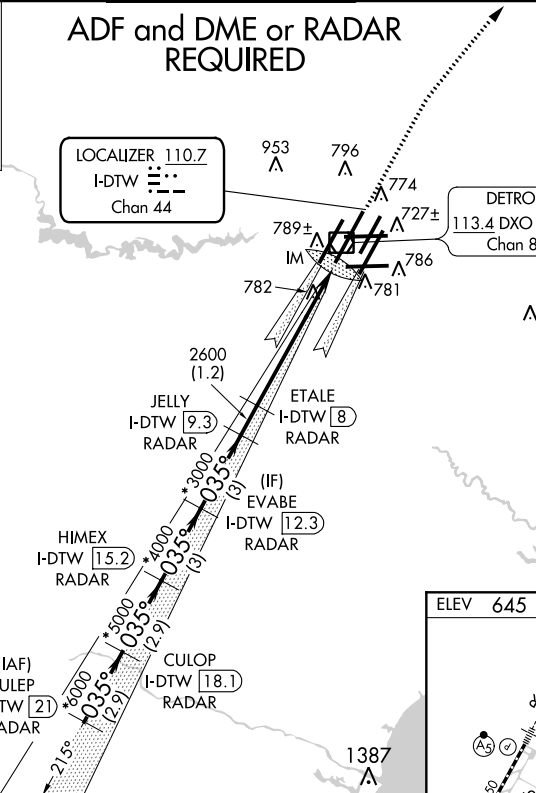 ADF and DME or RADAR
REQUIRED
LOCALIZER 110.7
I-DTW
Chan 44
953
796
774
727±
789±
IM
786
782
781
DETRO
113.4 DXO
Chan 8
2600
(1.2)
JELLY
I-DTW 9.3
RADAR
ETALE
I-DTW 8
RADAR
*3000
035°
(3)
(IF)
EVABE
I-DTW 12.3
RADAR
*4000
035°
(3)
HIMEX
I-DTW 15.2
RADAR
*5000
035°
(2.9)
CULOP
I-DTW 18.1
RADAR
IAF)
ULEP
TW 21
ADAR
*6000
035°
(2.9)
215°
1387
ELEV 645
A5
50